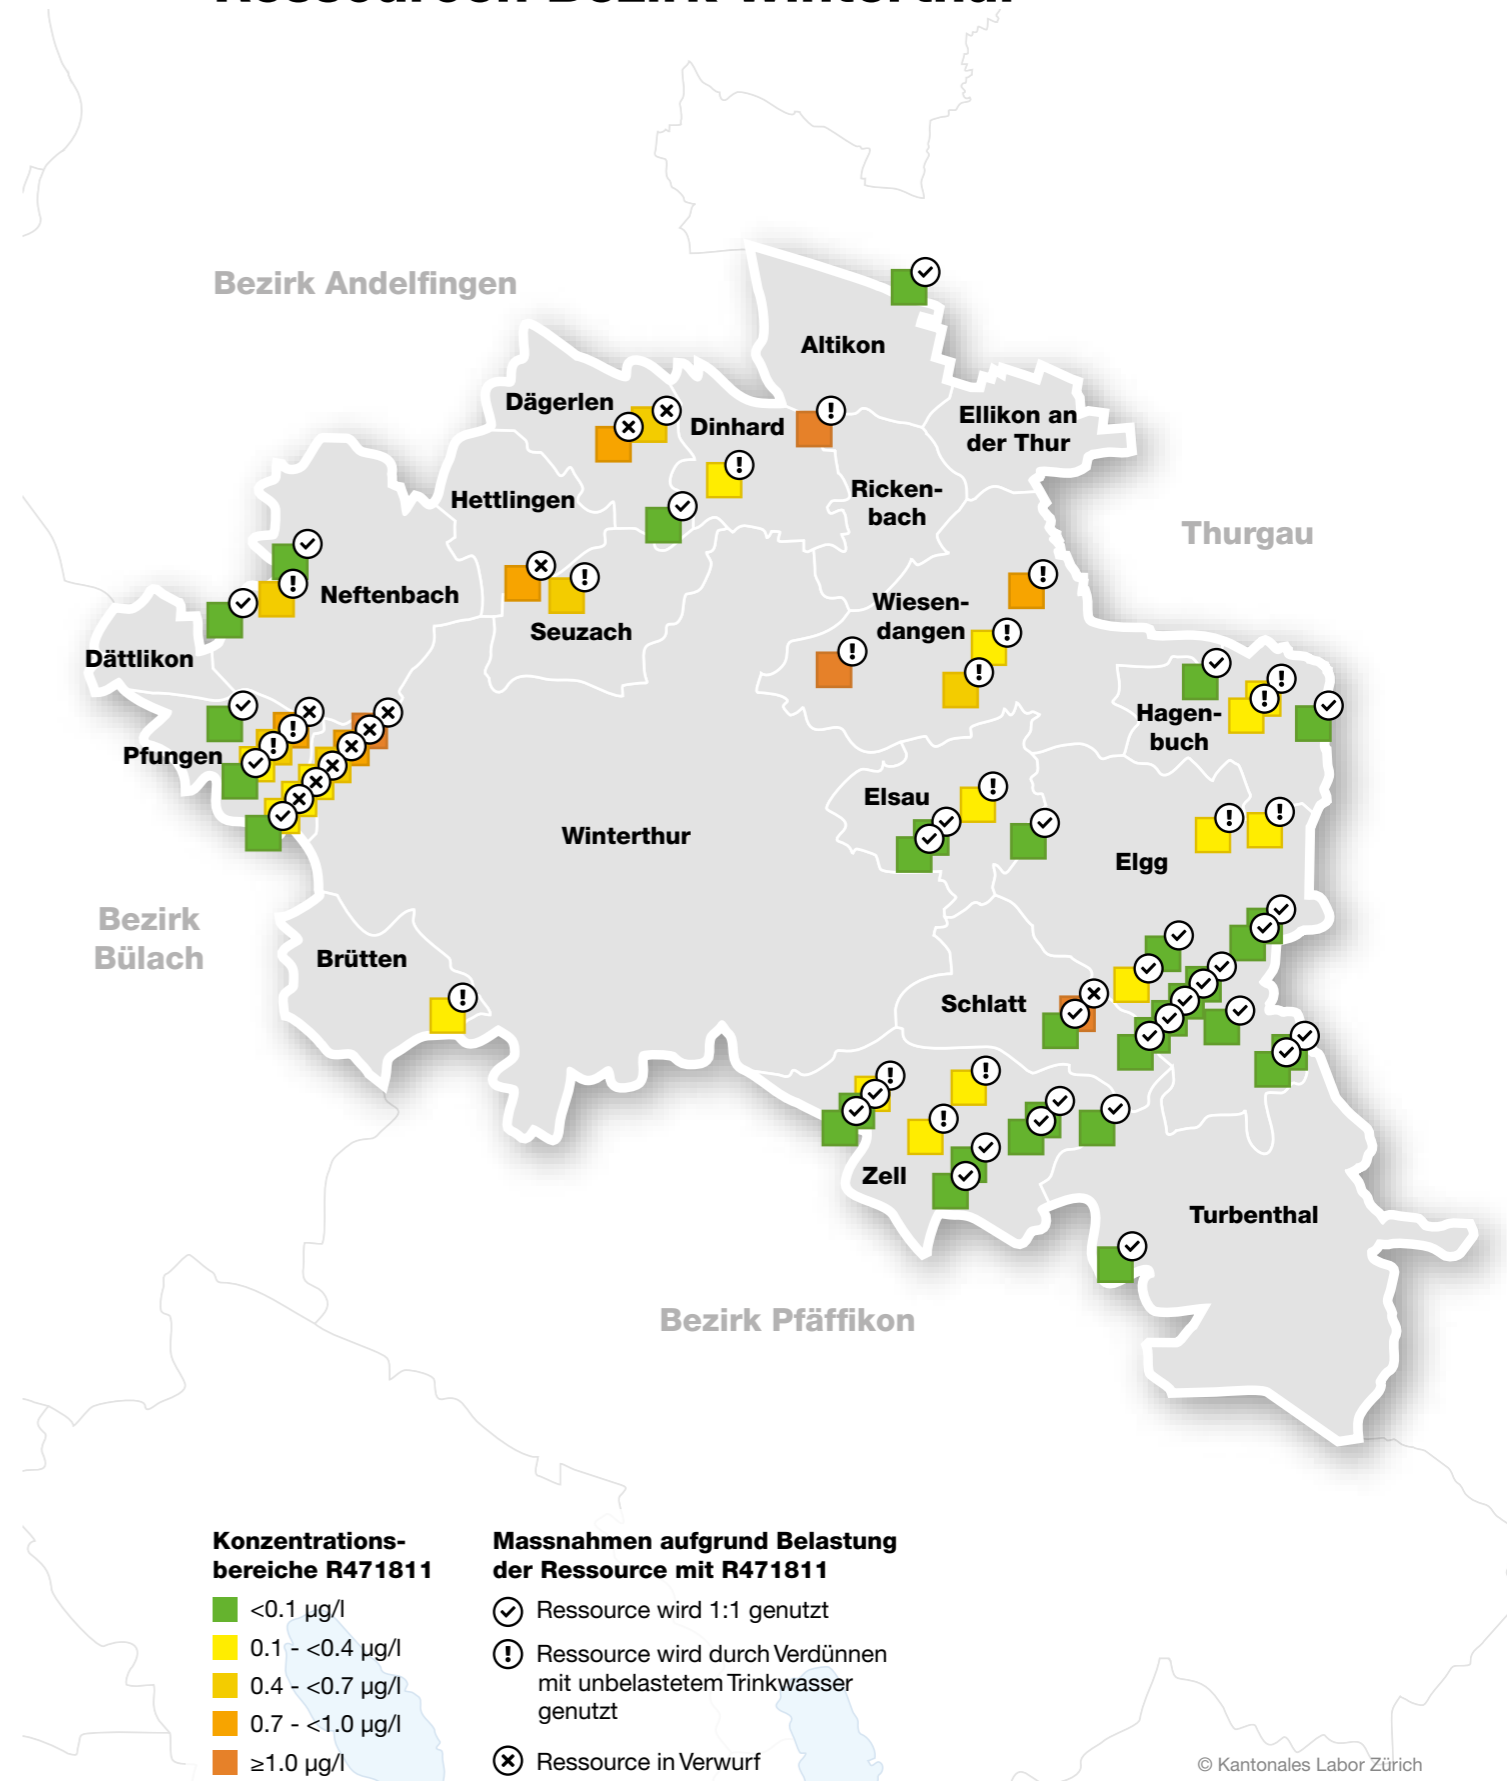 Ressourcen Bezirk Winterthur
Bezirk Andelfingen
Altikon
Dägerlen
Dinhard
Ellikon an
der Thur
Hettlingen
Ricken-
bach
Thurgau
Neftenbach
Wiesen-
dangen
Seuzach
Dättlikon
Hagen-
buch
Pfungen
Elsau
Winterthur
Elgg
Bezirk
Bülach
Brütten
Schlatt
Zell
Turbenthal
Bezirk Pfäffikon
Konzentrations-
bereiche R471811
<0.1 µg/l
0.1 - <0.4 µg/l
0.4 - <0.7 µg/l
0.7 - <1.0 µg/l
≥1.0 µg/l
Massnahmen aufgrund Belastung
der Ressource mit R471811
Ressource wird 1:1 genutzt
Ressource wird durch Verdünnen
mit unbelastetem Trinkwasser
genutzt
Ressource in Verwurf
© Kantonales Labor Zürich